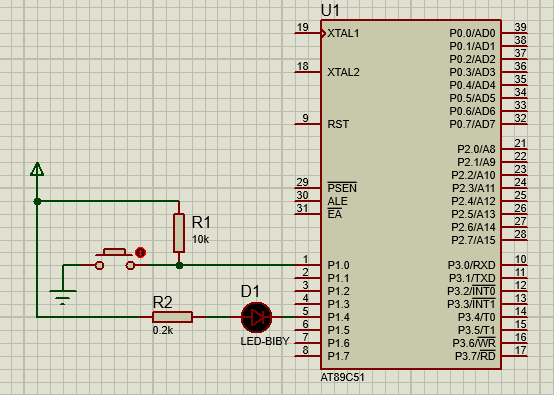 U1
19 XTAL1 P0.0/AD0 39
P0.1/AD1 38
P0.2/AD2 37
18 XTAL2 P0.3/AD3 36
P0.4/AD4 35
P0.5/AD5 34
P0.6/AD6 33
9 RST P0.7/AD7 32
P2.0/A8 21
P2.1/A9 22
P2.2/A10 23
29 PSEN P2.3/A11 24
30 ALE P2.4/A12 25
31 EA P2.5/A13 26
P2.6/A14 27
P2.7/A15 28
R1
10k
1 P1.0 P3.0/RXD 10
2 P1.1 P3.1/TXD 11
3 P1.2 P3.2/INT0 12
4 P1.3 P3.3/INT1 13
5 P1.4 P3.4/T0 14
6 P1.5 P3.5/T1 15
7 P1.6 P3.6/WR 16
8 P1.7 P3.7/RD 17
R2
0.2k
D1
LED-BIBY
AT89C51